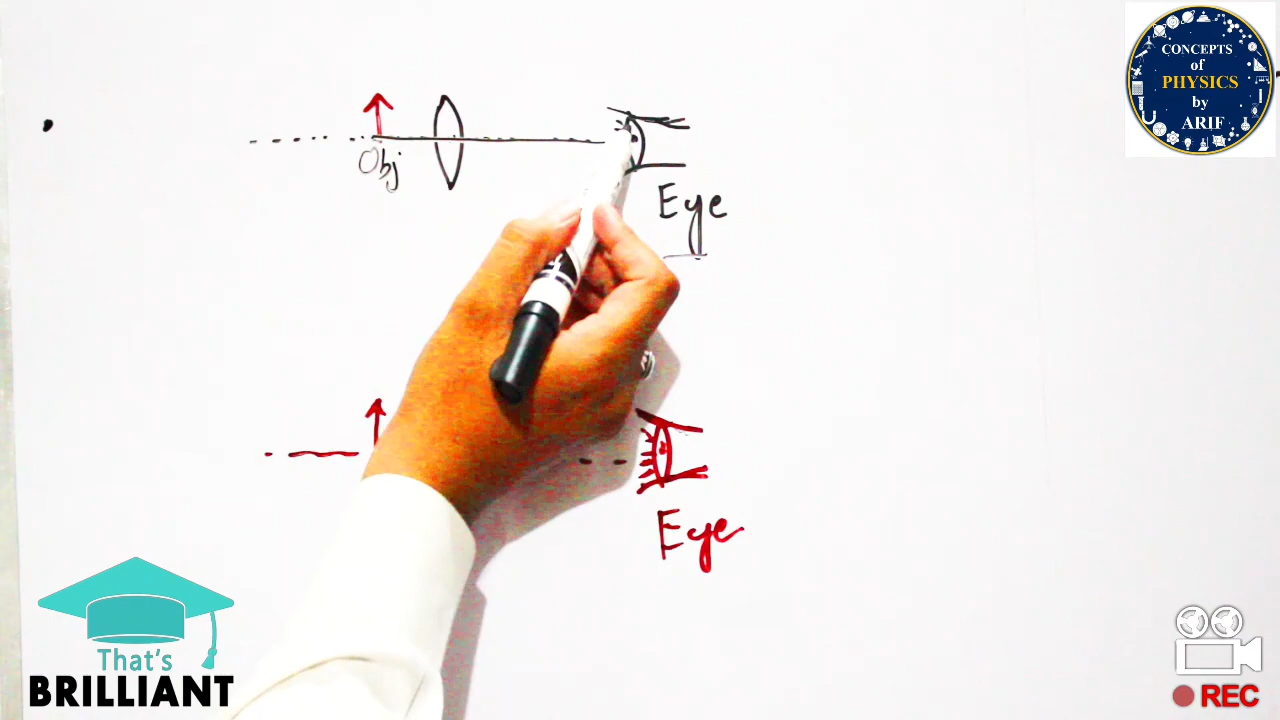 CONCEPTS
of
PHYSICS
by
ARIF
Obj
Eye
Eye
That's
BRILLIANT
REC